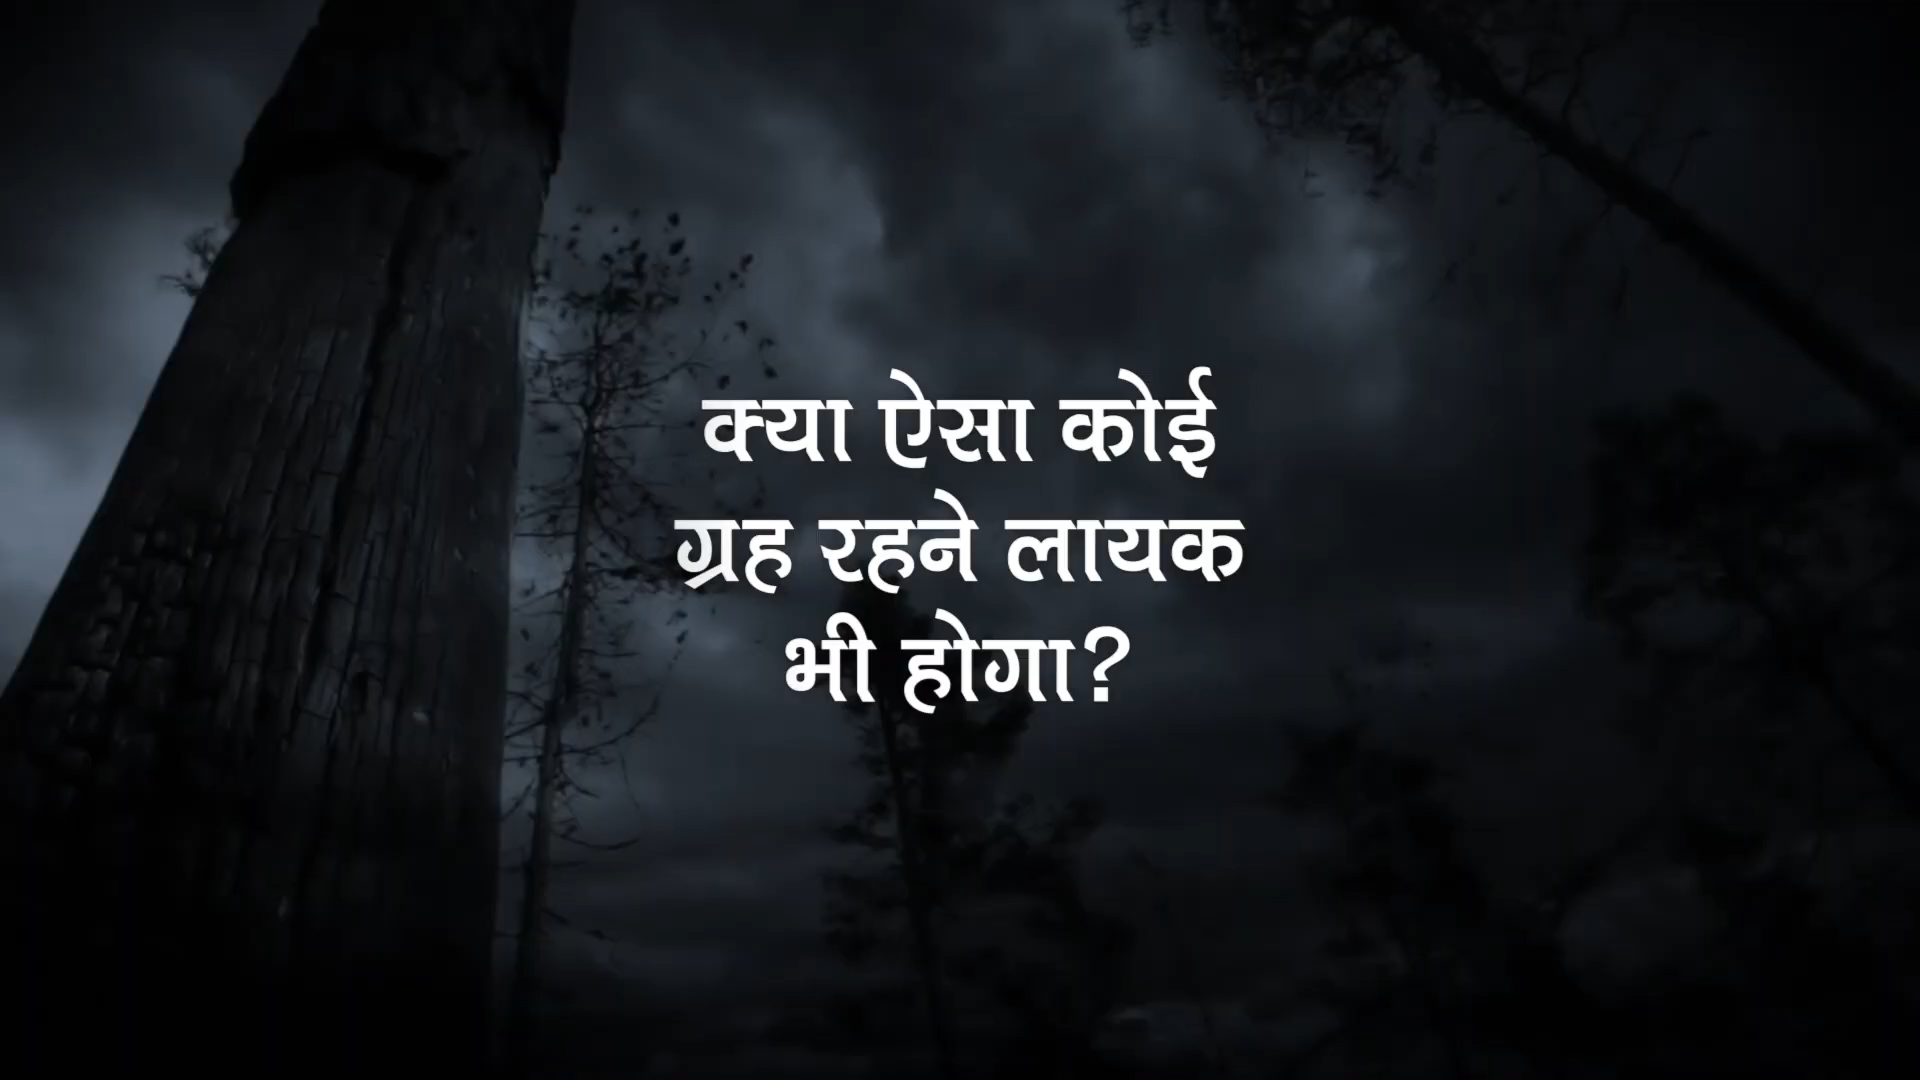 क्या ऐसा कोई
ग्रह रहने लायक
भी होगा?